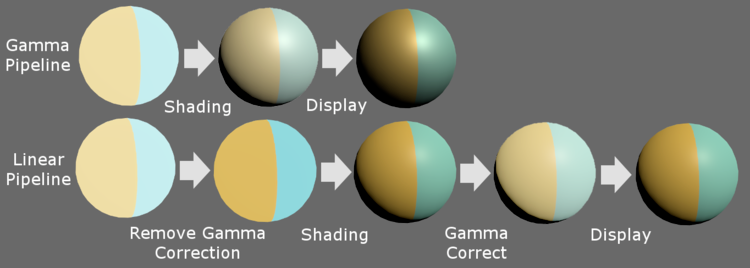 Gamma
Pipeline
Shading
Display
Linear
Pipeline
Remove Gamma
Correction
Shading
Gamma
Correct
Display